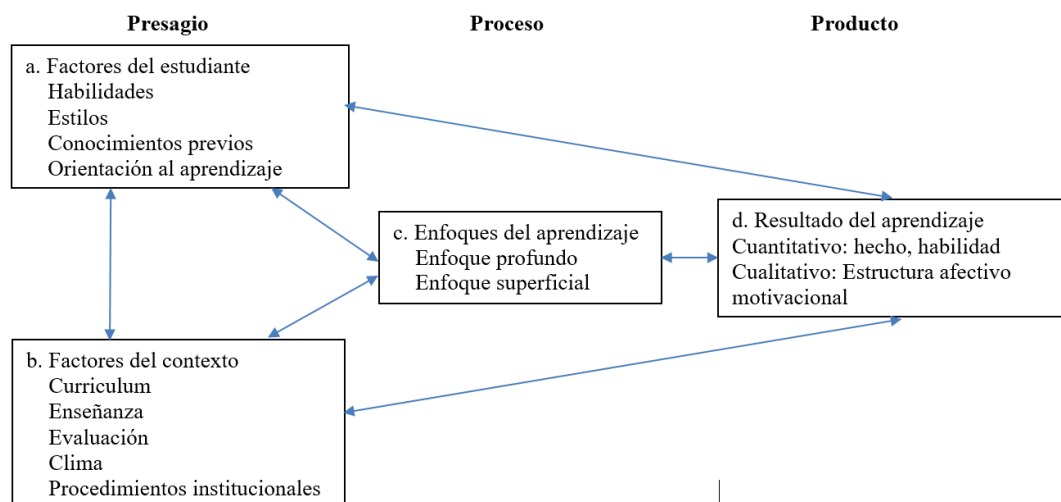 Presagio
Proceso
Producto
a. Factores del estudiante
Habilidades
Estilos
Conocimientos previos
Orientación al aprendizaje
c. Enfoques del aprendizaje
Enfoque profundo
Enfoque superficial
d. Resultado del aprendizaje
Cuantitativo: hecho, habilidad
Cualitativo: Estructura afectivo
motivacional
b. Factores del contexto
Curriculum
Enseñanza
Evaluación
Clima
Procedimientos institucionales